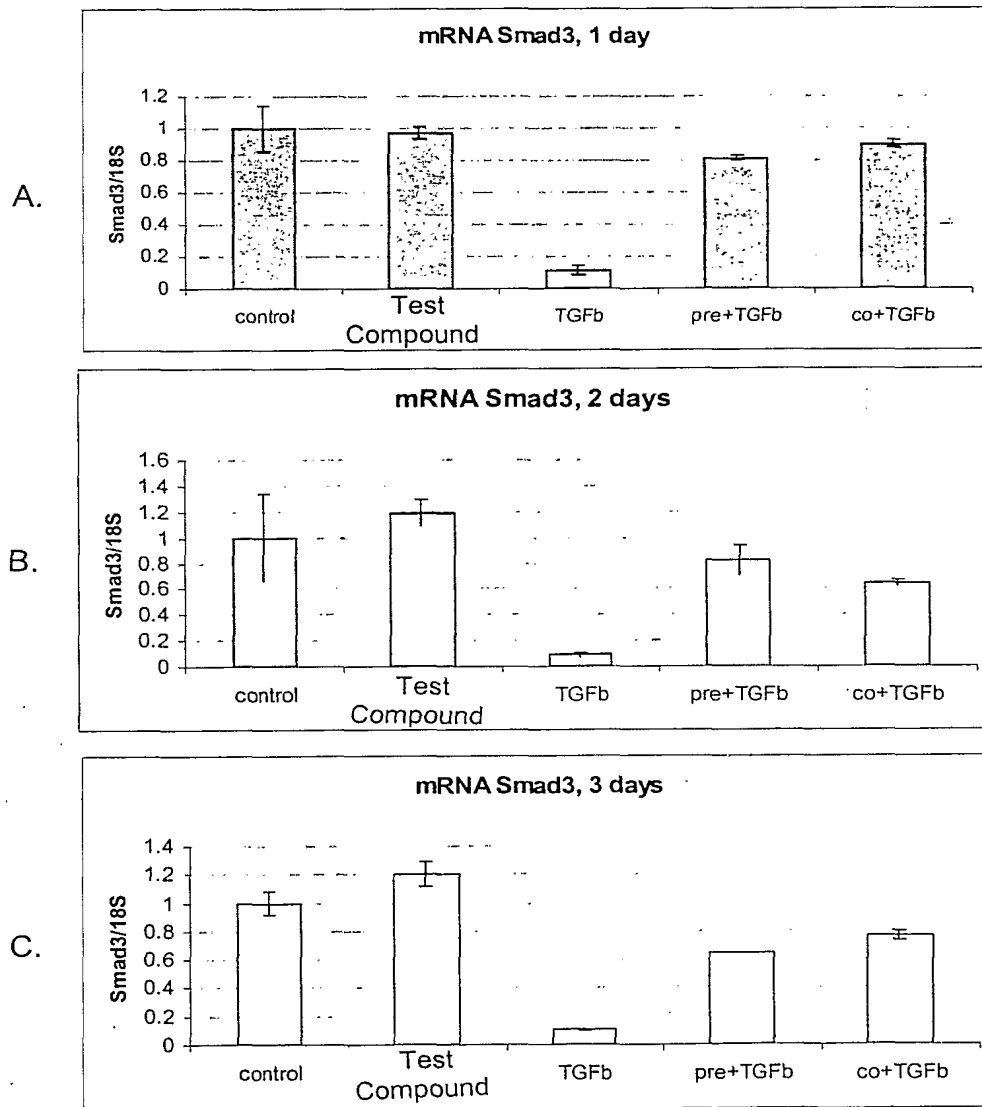 mRNA Smad3, 1 day
A.
Smad3/18S
1.2
1
0.8
0.6
0.4
0.2
0
control
Test Compound
TGFb
pre+TGFb
co+TGFb
mRNA Smad3, 2 days
B.
Smad3/18S
1.6
1.4
1.2
1
0.8
0.6
0.4
0.2
0
control
Test Compound
TGFb
pre+TGFb
co+TGFb
mRNA Smad3, 3 days
C.
Smad3/18S
1.4
1.2
1
0.8
0.6
0.4
0.2
0
control
Test Compound
TGFb
pre+TGFb
co+TGFb